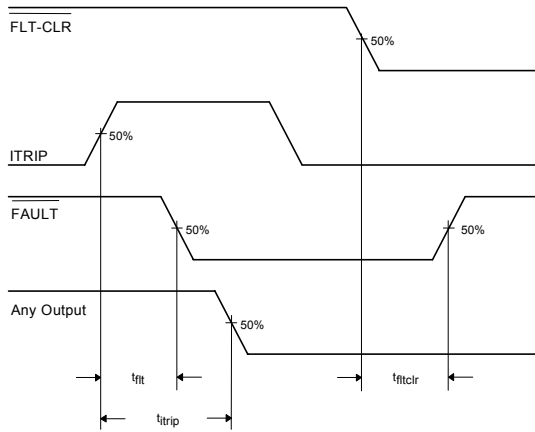 FLT-CLR
50%
50%
ITRIP
FAULT
50%
50%
Any Output
50%
tflt
tfltclr
titrip